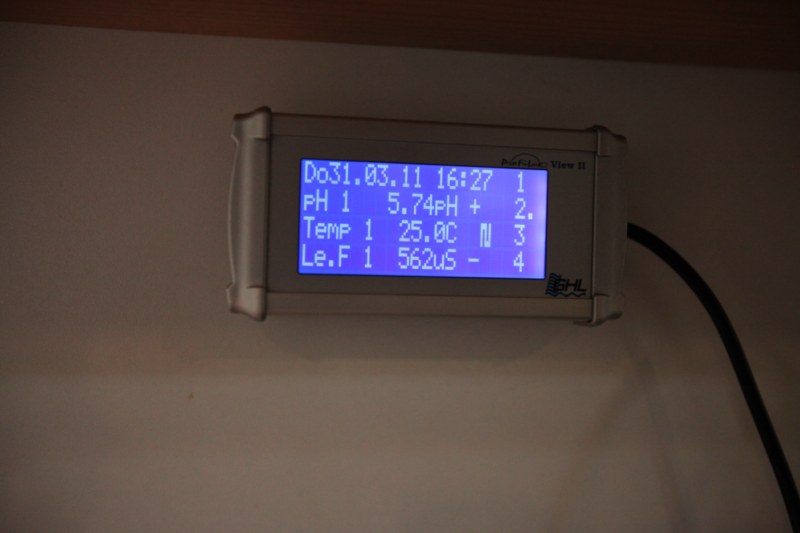 ProfiLux View II
Do31.03.11 16:27 1
pH 1 5.74pH + 2.
Temp 1 25.0C 3
Le.F 1 562uS - 4
GHL